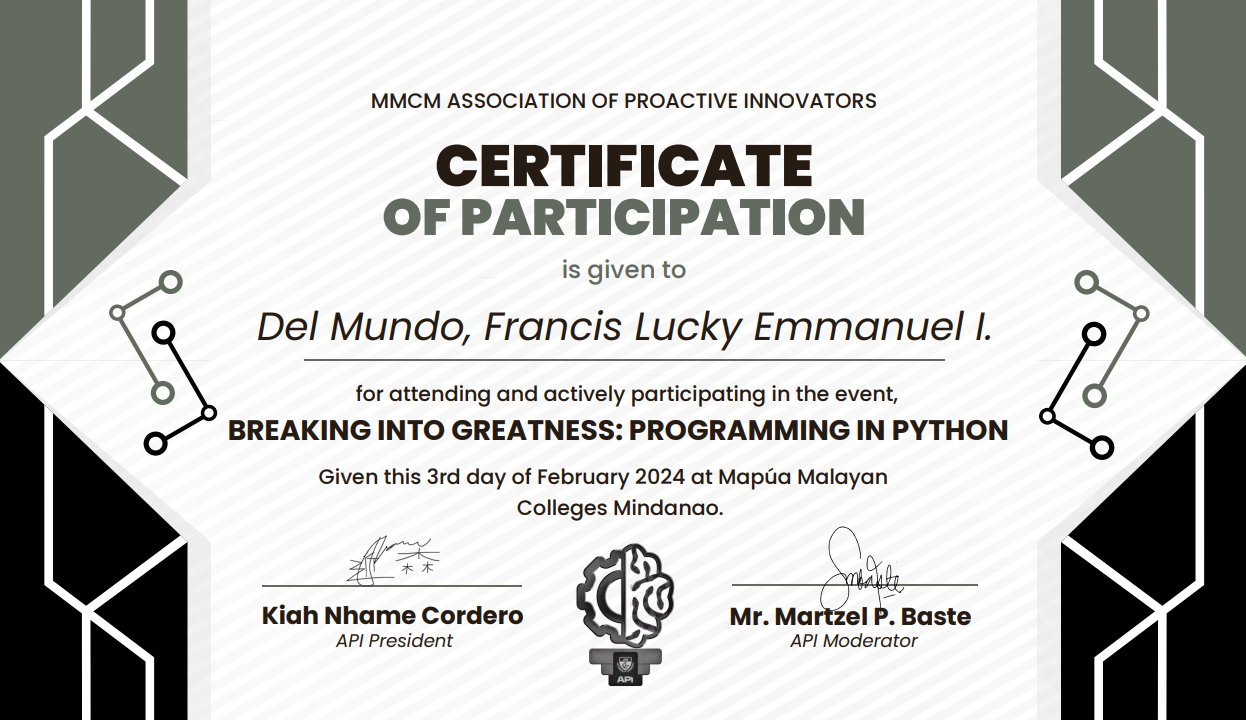 MMCM ASSOCIATION OF PROACTIVE INNOVATORS
CERTIFICATE
OF PARTICIPATION
is given to
Del Mundo, Francis Lucky Emmanuel I.
for attending and actively participating in the event,
BREAKING INTO GREATNESS: PROGRAMMING IN PYTHON
Given this 3rd day of February 2024 at Mapúa Malayan
Colleges Mindanao.
Kiah Nhame Cordero
API President
Mr. Martzel P. Baste
API Moderator
API